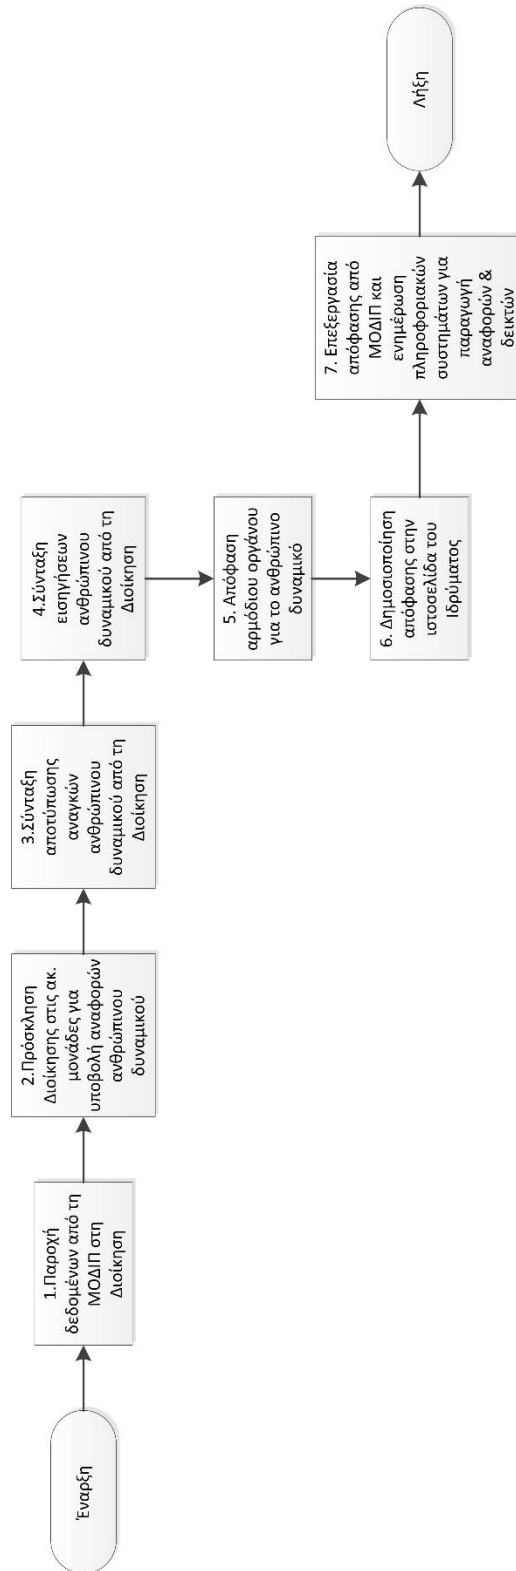 Έναρξη
1.Παροχή
δεδομένων από τη
ΜΟΔΙΠ στη
Διοίκηση
2.Πρόσκληση
Διοίκησης στις ακ.
μονάδες για
υποβολή αναφορών
ανθρώπινου
δυναμικού
3.Σύνταξη
αποτύπωσης
αναγκών
ανθρώπινου
δυναμικού από τη
Διοίκηση
4.Σύνταξη
εισηγήσεων
ανθρώπινου
δυναμικού από τη
Διοίκηση
5. Απόφαση
αρμόδιου οργάνου
για το ανθρώπινο
δυναμικό
6. Δημοσιοποίηση
απόφασης στην
ιστοσελίδα του
Ιδρύματος
7. Επεξεργασία
απόφασης από
ΜΟΔΙΠ και
ενημέρωση
πληροφοριακών
συστημάτων για
παραγωγή
αναφορών &
δεικτών
Λήξη